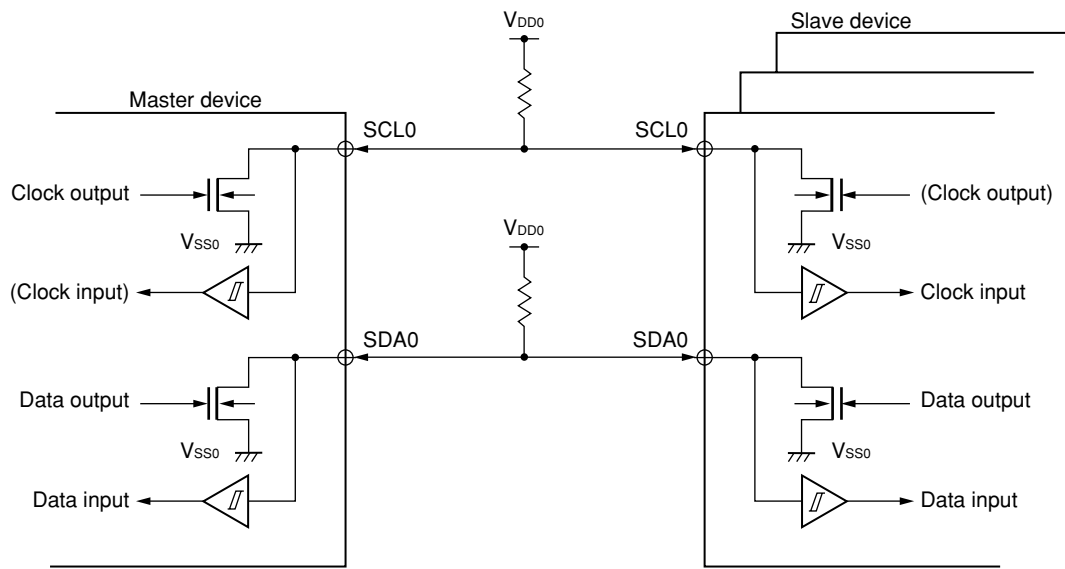 Slave device
VDD0
Master device
SCL0
SCL0
Clock output
(Clock output)
VSS0
VSS0
VDD0
(Clock input)
Clock input
SDA0
SDA0
Data output
Data output
VSS0
VSS0
Data input
Data input